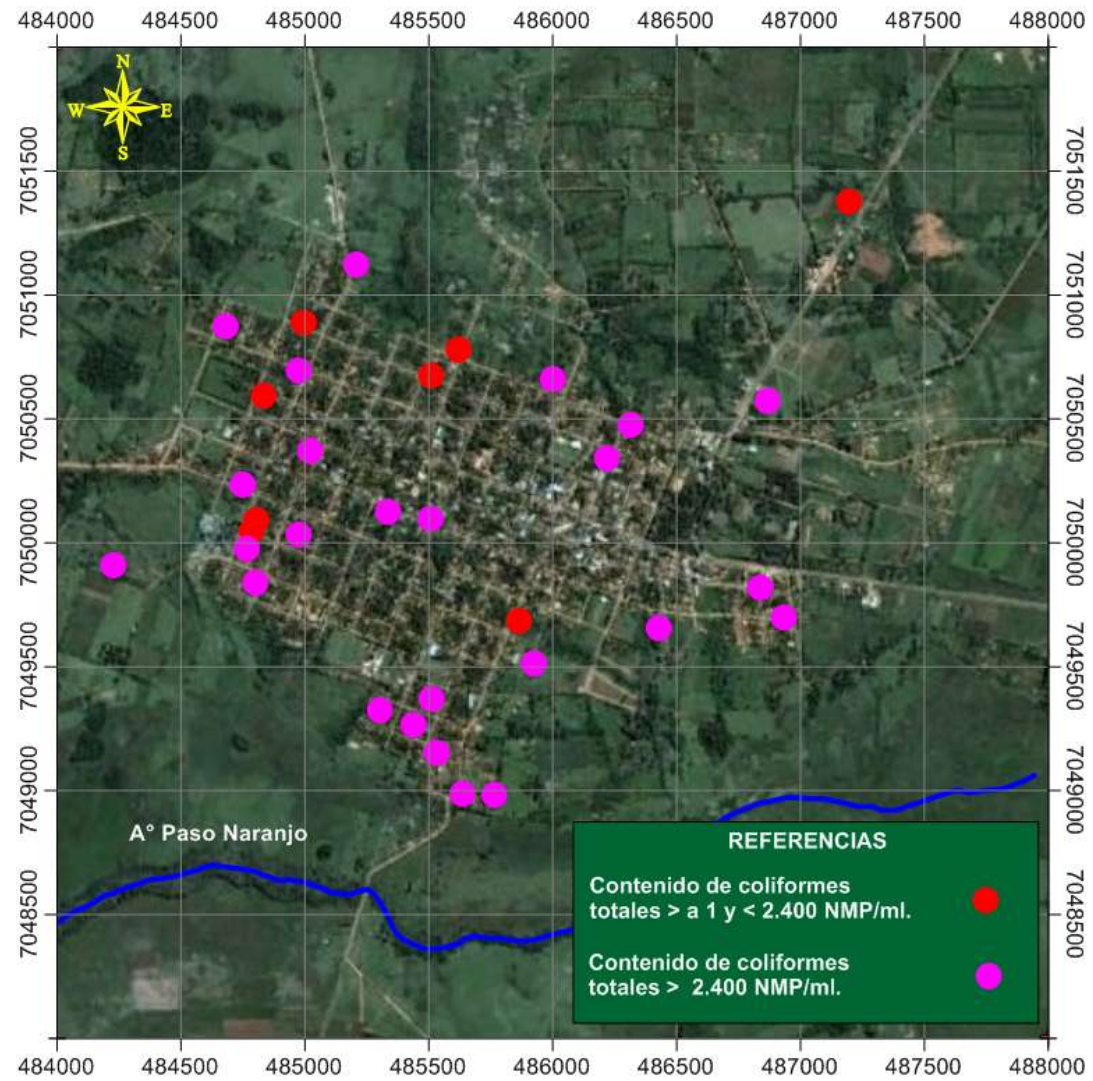 484000 484500 485000 485500 486000 486500 487000 487500 488000
N
W E
S
7051500 7051500
7051000 7051000
7050500 7050500
7050000 7050000
7049500 7049500
7049000 7049000
A° Paso Naranjo
7048500 7048500
REFERENCIAS
Contenido de coliformes
totales > a 1 y < 2.400 NMP/ml.
Contenido de coliformes
totales > 2.400 NMP/ml.
484000 484500 485000 485500 486000 486500 487000 487500 488000